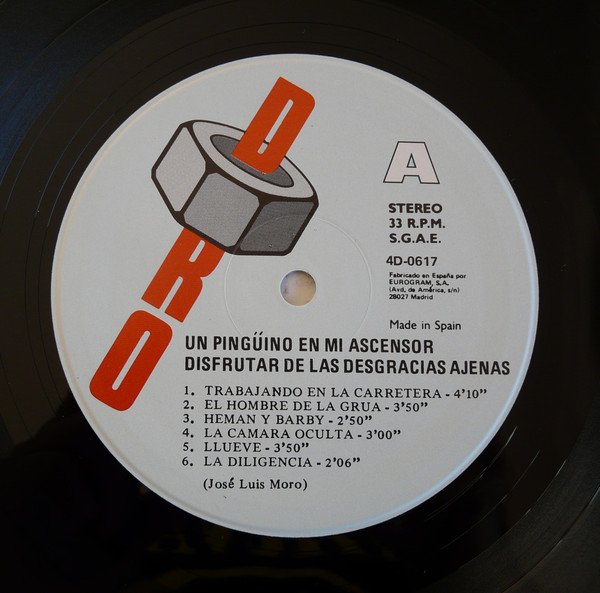 DRO
A
STEREO
33 R.P.M.
S.G.A.E.
4D-0617
Fabricado en España por
EUROGRAM, S.A.
(Avd. de América, s/n)
28027 Madrid
Made in Spain
UN PINGÜINO EN MI ASCENSOR
DISFRUTAR DE LAS DESGRACIAS AJENAS
1. TRABAJANDO EN LA CARRETERA - 4'10"
2. EL HOMBRE DE LA GRUA - 3'50"
3. HEMAN Y BARBY - 2'50"
4. LA CAMARA OCULTA - 3'00"
5. LLUEVE - 3'50"
6. LA DILIGENCIA - 2'06"
(José Luis Moro)